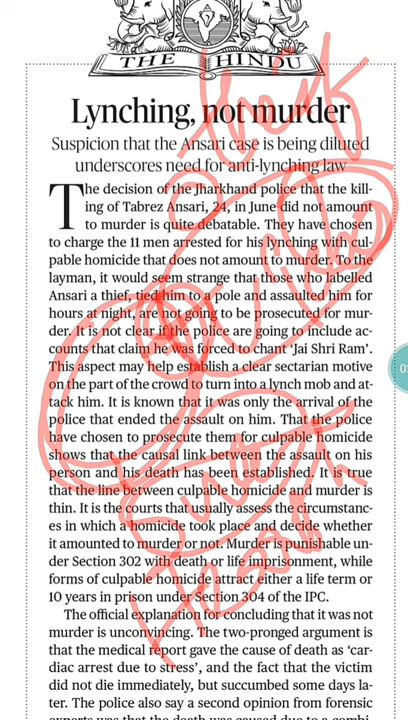 THE HINDU
Lynching, not murder
Suspicion that the Ansari case is being diluted
underscores need for anti-lynching law
The decision of the Jharkhand police that the kill-
ing of Tabrez Ansari, 24, in June did not amount
to murder is quite debatable. They have chosen
to charge the 11 men arrested for his lynching with cul-
pable homicide that does not amount to murder. To the
layman, it would seem strange that those who labelled
Ansari a thief, tied him to a pole and assaulted him for
hours at night, are not going to be prosecuted for mur-
der. It is not clear if the police are going to include ac-
counts that claim he was forced to chant ‘Jai Shri Ram’.
This aspect may help establish a clear sectarian motive
on the part of the crowd to turn into a lynch mob and at-
tack him. It is known that it was only the arrival of the
police that ended the assault on him. That the police
have chosen to prosecute them for culpable homicide
shows that the causal link between the assault on his
person and his death has been established. It is true
that the line between culpable homicide and murder is
thin. It is the courts that usually assess the circumstanc-
es in which a homicide took place and decide whether
it amounted to murder or not. Murder is punishable un-
der Section 302 with death or life imprisonment, while
forms of culpable homicide attract either a life term or
10 years in prison under Section 304 of the IPC.
The official explanation for concluding that it was not
murder is unconvincing. The two-pronged argument is
that the medical report gave the cause of death as ‘car-
diac arrest due to stress’, and the fact that the victim
did not die immediately, but succumbed some days la-
ter. The police also say a second opinion from forensic
experts was that the death was caused due to a combi-